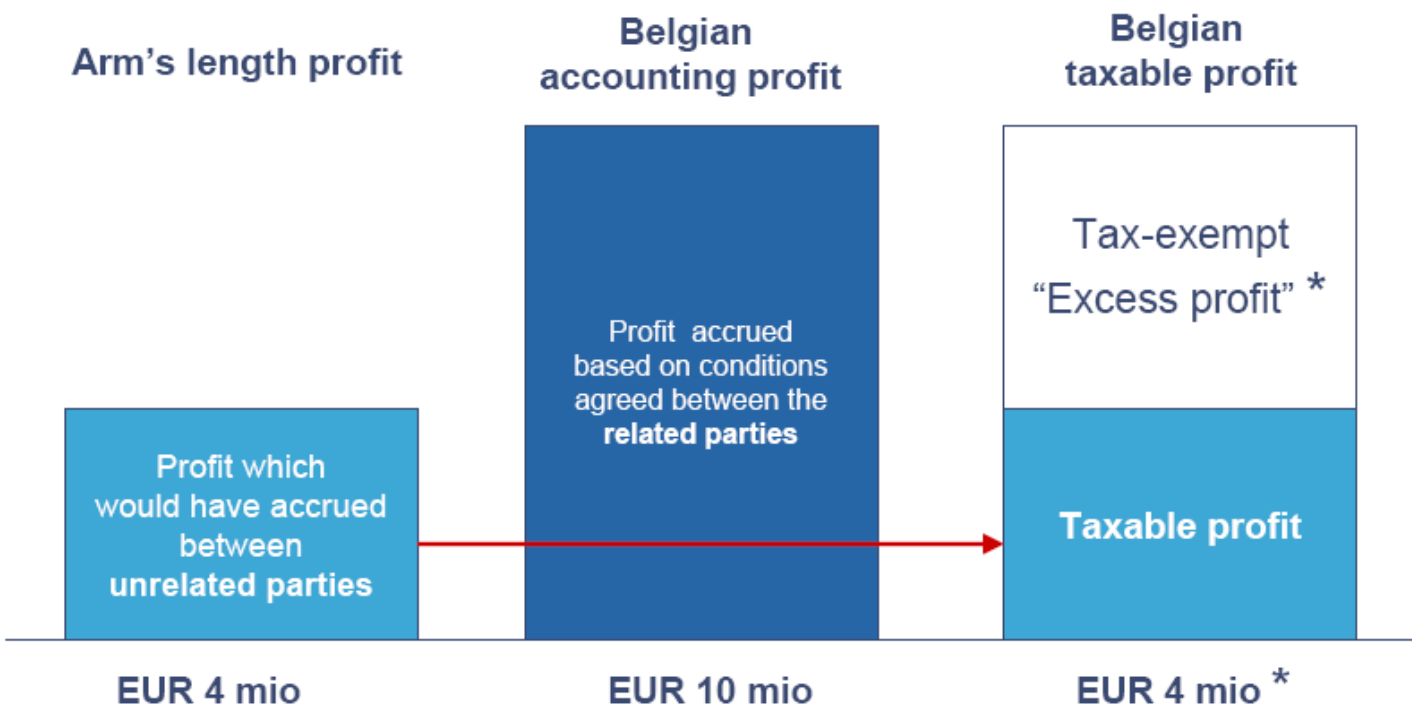 Arm’s length profit
Belgian
accounting profit
Belgian
taxable profit
Profit which
would have accrued
between
unrelated parties
Profit accrued
based on conditions
agreed between the
related parties
Tax-exempt
“Excess profit” *
Taxable profit
EUR 4 mio
EUR 10 mio
EUR 4 mio *